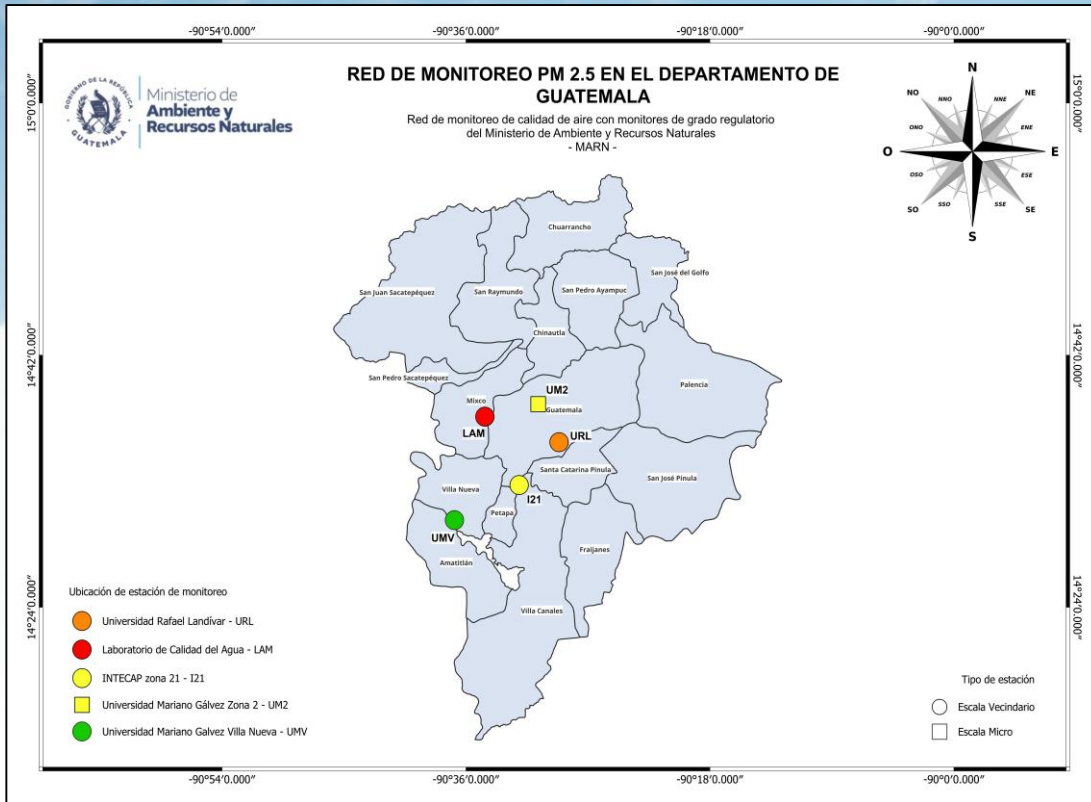 -90°54'0.000"
-90°36'0.000"
-90°18'0.000"
-90°0'0.000"
15°0'0.000"
15°0'0.000"
GOBIERNO DE LA REPÚBLICA
GUATEMALA
Ministerio de
Ambiente y
Recursos Naturales
RED DE MONITOREO PM 2.5 EN EL DEPARTAMENTO DE
GUATEMALA
Red de monitoreo de calidad de aire con monitores de grado regulatorio
del Ministerio de Ambiente y Recursos Naturales
- MARN -
N
NNO
NNE
NO
NE
ONO
ENE
O
E
OSO
ESE
SO
SE
SSO
SSE
S
Chuarrancho
San José del Golfo
San Juan Sacatepéquez
San Raymundo
San Pedro Ayampuc
Chinautla
14°42'0.000"
14°42'0.000"
San Pedro Sacatepéquez
Palencia
UM2
Mixco
Guatemala
LAM
URL
Santa Catarina Pinula
San José Pinula
Villa Nueva
I21
Petapa
UMV
Fraijanes
Amatitlán
Villa Canales
14°24'0.000"
14°24'0.000"
Ubicación de estación de monitoreo
Universidad Rafael Landívar - URL
Laboratorio de Calidad del Agua - LAM
INTECAP zona 21 - I21
Universidad Mariano Gálvez Zona 2 - UM2
Universidad Mariano Galvez Villa Nueva - UMV
Tipo de estación
Escala Vecindario
Escala Micro
-90°54'0.000"
-90°36'0.000"
-90°18'0.000"
-90°0'0.000"